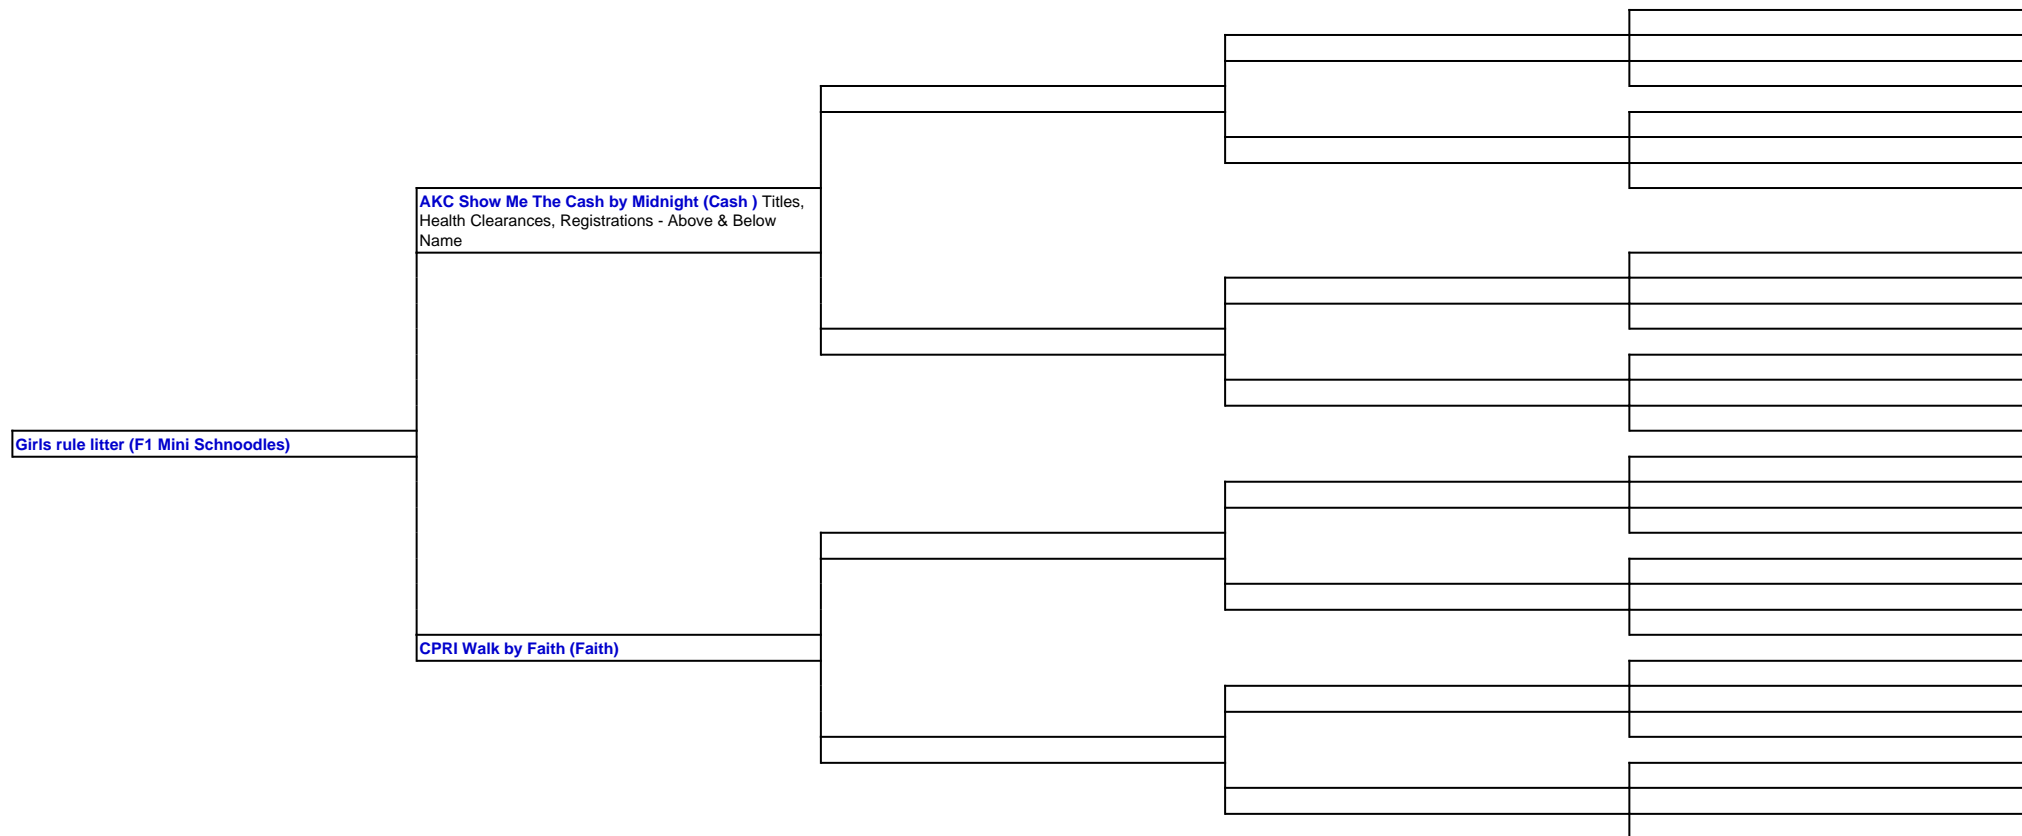 AKC Show Me The Cash by Midnight (Cash ) Titles,
Health Clearances, Registrations - Above & Below
Name
Girls rule litter (F1 Mini Schnoodles)
CPRI Walk by Faith (Faith)